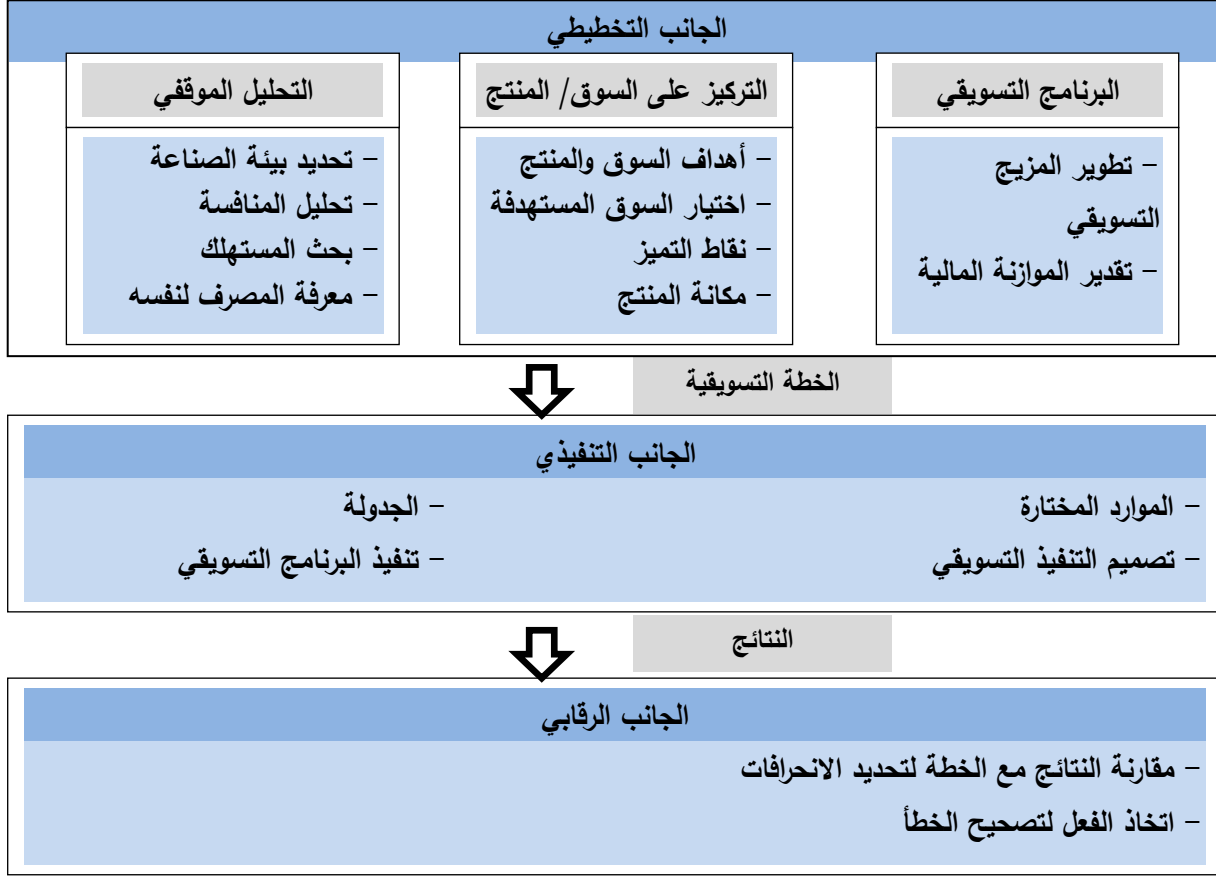 الجانب التخطيطي
البرنامج التسويقي
- تطوير المزيج
التسويقي
- تقدير الموازنة المالية
التركيز على السوق/ المنتج
- أهداف السوق والمنتج
- اختيار السوق المستهدفة
- نقاط التميز
- مكانة المنتج
التحليل الموقفي
- تحديد بيئة الصناعة
- تحليل المنافسة
- بحث المستهلك
- معرفة المصرف لنفسه
الخطة التسويقية
الجانب التنفيذي
- الموارد المختارة
- تصميم التنفيذ التسويقي
- الجدولة
- تنفيذ البرنامج التسويقي
النتائج
الجانب الرقابي
- مقارنة النتائج مع الخطة لتحديد الانحرافات
- اتخاذ الفعل لتصحيح الخطأ